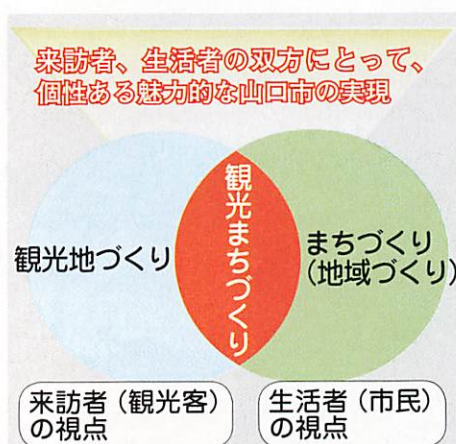 来訪者、生活者の双方にとって、
個性ある魅力的な山口市の実現
観光地づくり
観光まちづくり
まちづくり
(地域づくり)
来訪者(観光客)
の視点
生活者(市民)
の視点